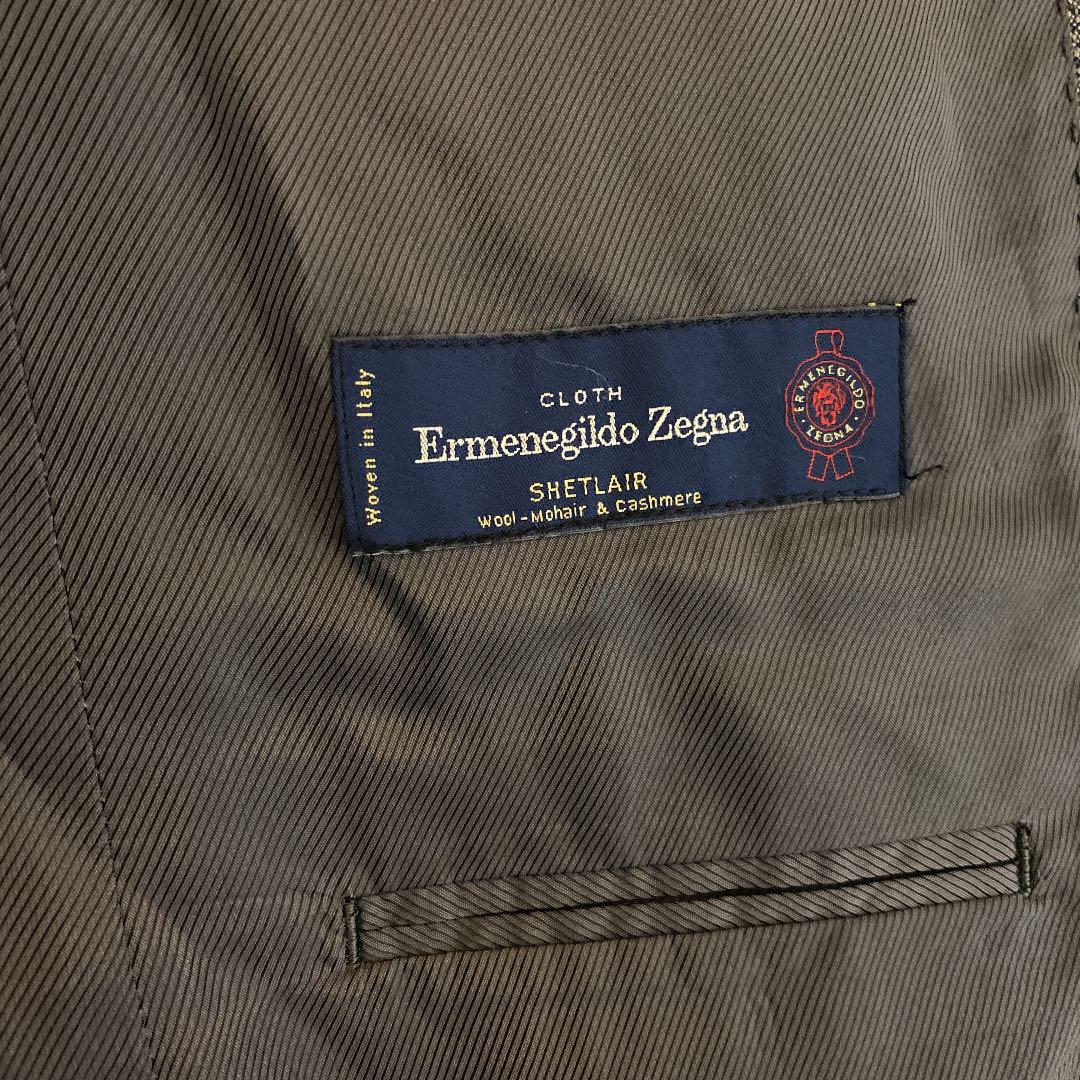 Woven in Italy
CLOTH
Ermenegildo Zegna
SHETLAIR
Wool-Mohair & Cashmere
ERMENEGILDO
· ZEGNA ·